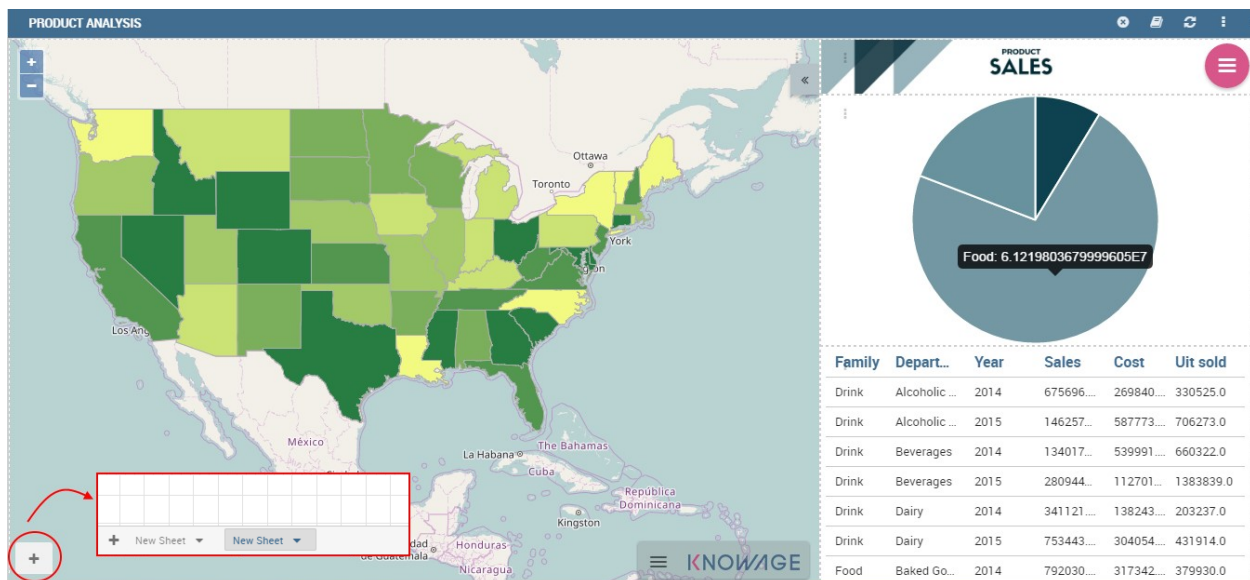 PRODUCT ANALYSIS
+
−
«
PRODUCT
SALES
Ottawa
Toronto
York
Los Ang
Food: 6.1219803679999605E7
México
La Habana
The Bahamas
Cuba
República
Dominicana
Kingston
Honduras
de Guatemala
Nicaragua
+ New Sheet New Sheet
+
KNOWAGE
Family Depart... Year Sales Cost Uit sold
Drink Alcoholic ... 2014 675696.... 269840.... 330525.0
Drink Alcoholic ... 2015 146257... 587773.... 706273.0
Drink Beverages 2014 134017... 539991.... 660322.0
Drink Beverages 2015 280944... 112701... 1383839.0
Drink Dairy 2014 341121.... 138243.... 203237.0
Drink Dairy 2015 753443.... 304054.... 431914.0
Food Baked Go... 2014 792030.... 317342.... 379930.0